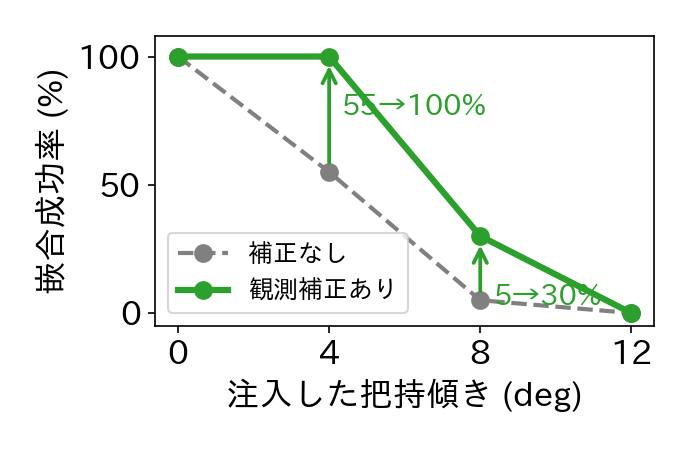 100
50
0
嵌合成功率 (%)
55→100%
5→30%
補正なし
観測補正あり
0 4 8 12
注入した把持傾き (deg)